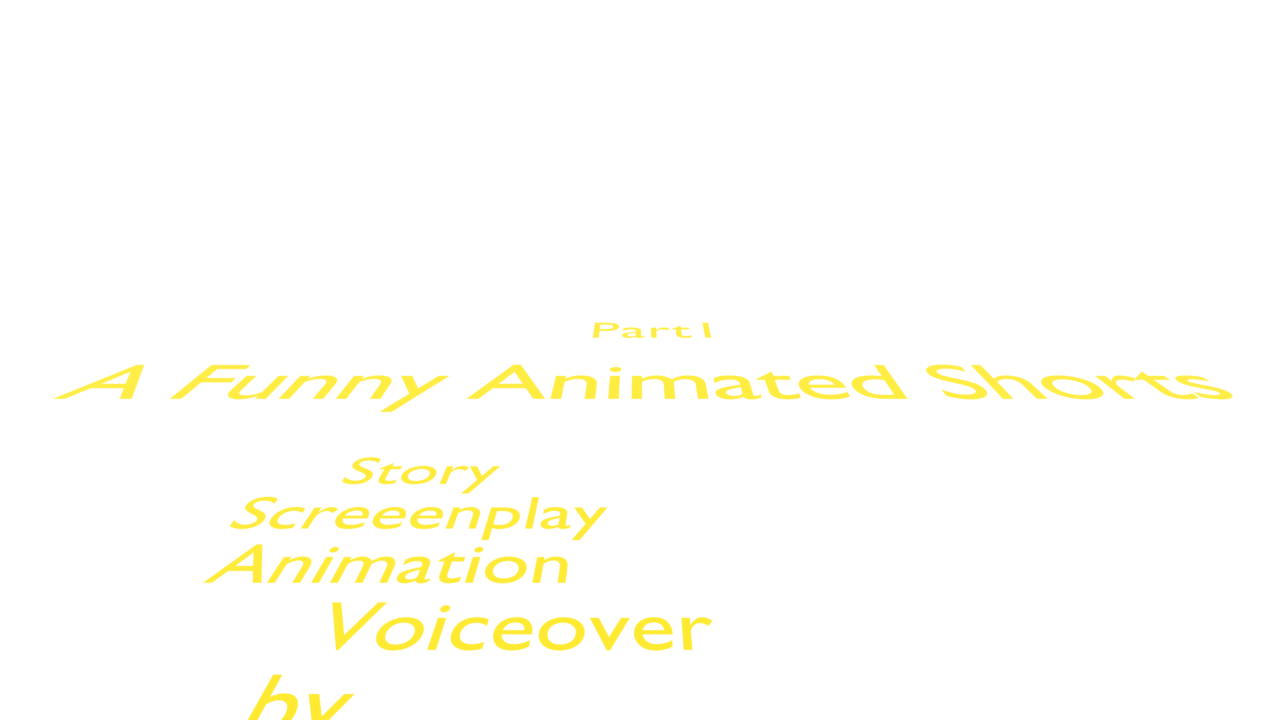 Part I
A Funny Animated Shorts
Story
Screeenplay
Animation
Voiceover
by